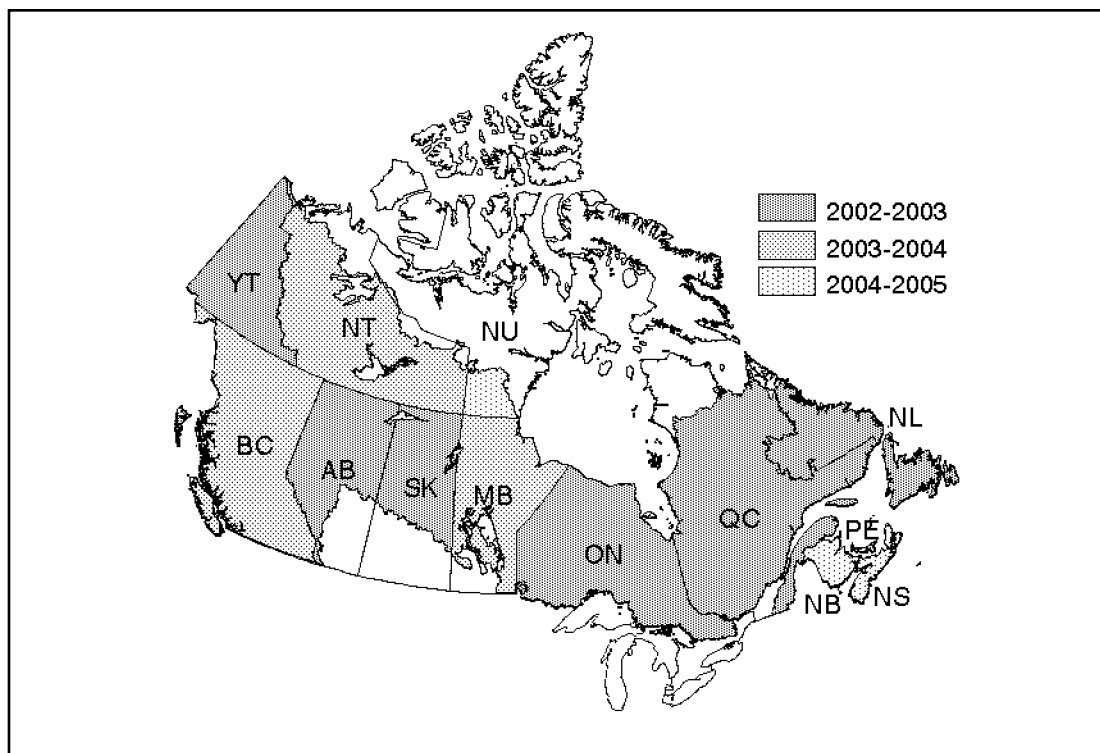 2002-2003
2003-2004
2004-2005
YT
NT
NU
BC
AB
SK
MB
ON
QC
NL
PE
NB
NS